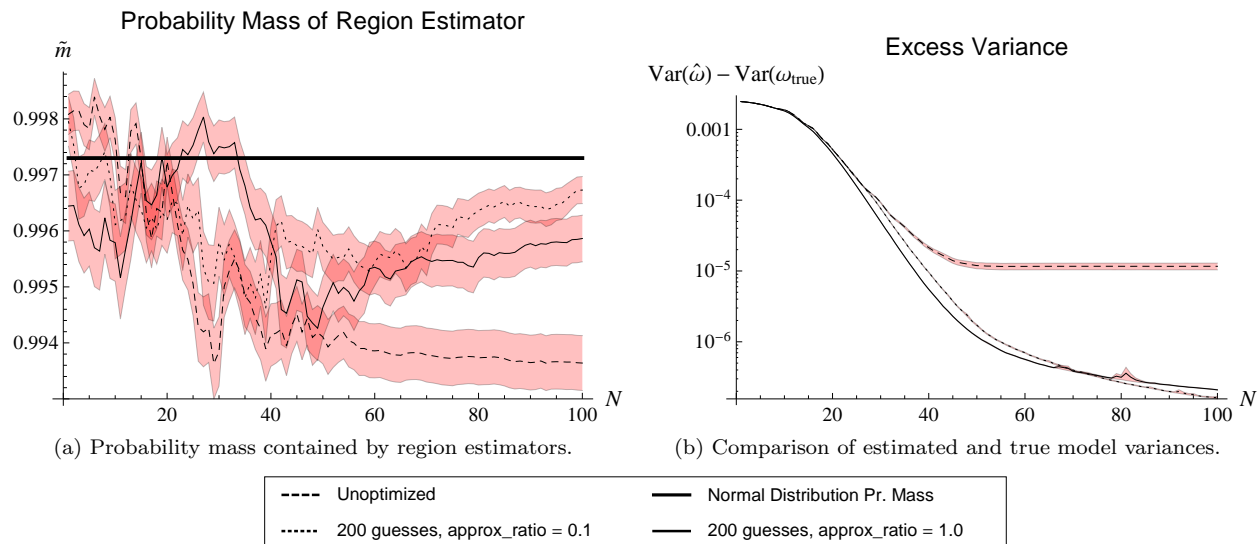 Probability Mass of Region Estimator
m̃
0.998
0.997
0.996
0.995
0.994
20
40
60
80
100
N
(a) Probability mass contained by region estimators.
Excess Variance
Var(ω̂) – Var(ω_true)
0.001
10⁻⁴
10⁻⁵
10⁻⁶
20
40
60
80
100
N
(b) Comparison of estimated and true model variances.
Unoptimized
Normal Distribution Pr. Mass
200 guesses, approx_ratio = 0.1
200 guesses, approx_ratio = 1.0